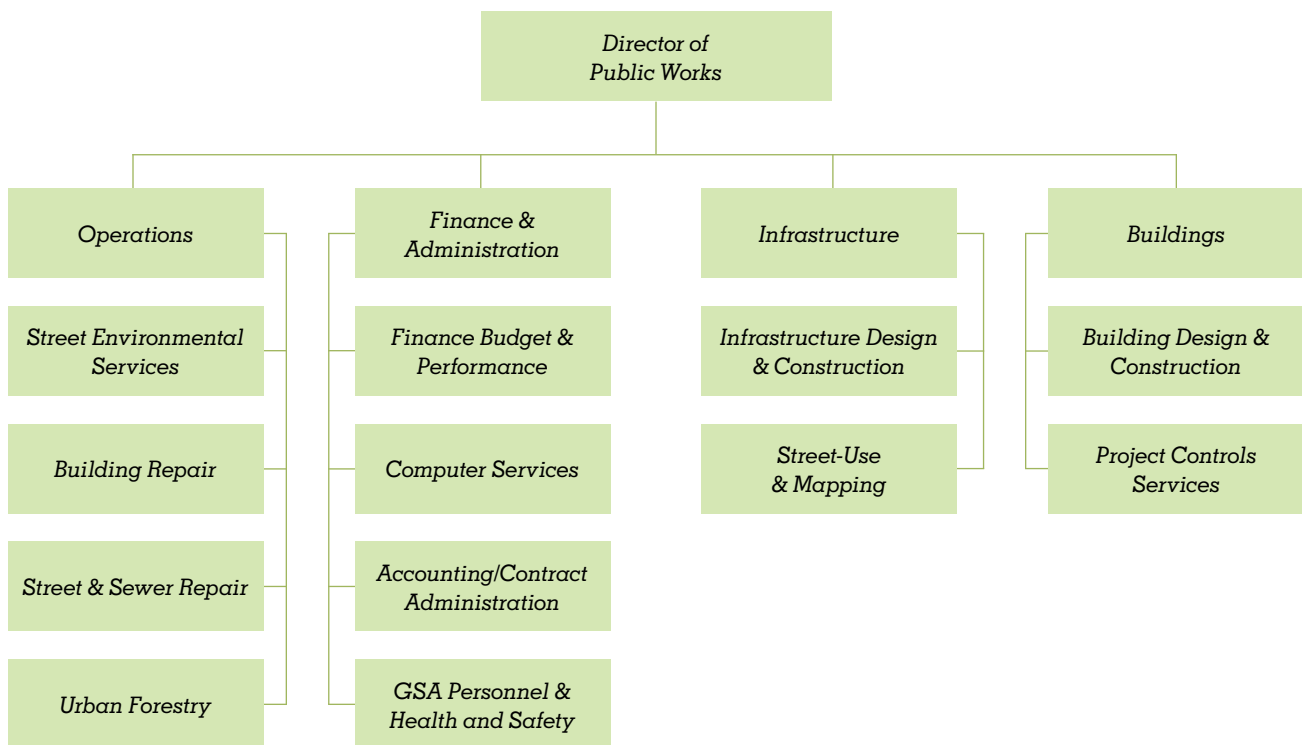 Director of
Public Works
Operations
Street Environmental
Services
Building Repair
Street & Sewer Repair
Urban Forestry
Finance &
Administration
Finance Budget &
Performance
Computer Services
Accounting/Contract
Administration
GSA Personnel &
Health and Safety
Infrastructure
Infrastructure Design
& Construction
Street-Use
& Mapping
Buildings
Building Design &
Construction
Project Controls
Services